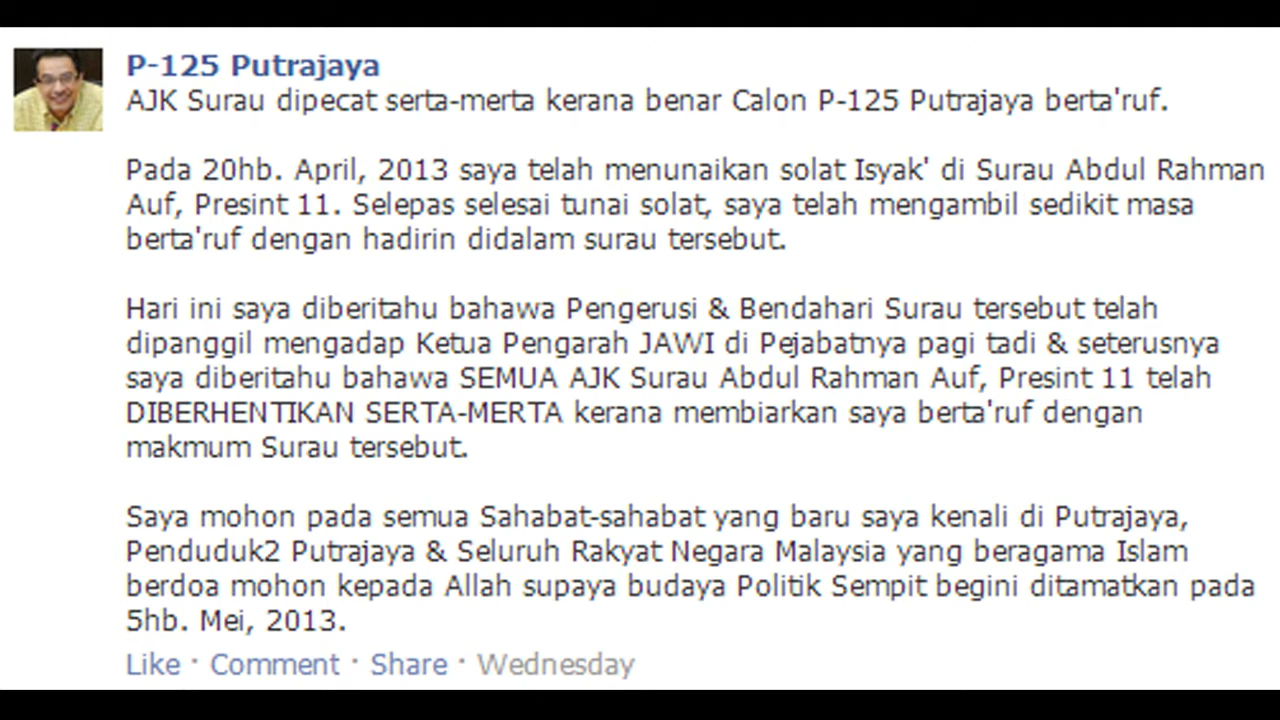 P-125 Putrajaya
AJK Surau dipecat serta-merta kerana benar Calon P-125 Putrajaya berta'ruf.
Pada 20hb. April, 2013 saya telah menunaikan solat Isyak' di Surau Abdul Rahman
Auf, Presint 11. Selepas selesai tunai solat, saya telah mengambil sedikit masa
berta'ruf dengan hadirin didalam surau tersebut.
Hari ini saya diberitahu bahawa Pengerusi & Bendahari Surau tersebut telah
dipanggil mengadap Ketua Pengarah JAWI di Pejabatnya pagi tadi & seterusnya
saya diberitahu bahawa SEMUA AJK Surau Abdul Rahman Auf, Presint 11 telah
DIBERHENTIKAN SERTA-MERTA kerana membiarkan saya berta'ruf dengan
makmum Surau tersebut.
Saya mohon pada semua Sahabat-sahabat yang baru saya kenali di Putrajaya,
Penduduk2 Putrajaya & Seluruh Rakyat Negara Malaysia yang beragama Islam
berdoa mohon kepada Allah supaya budaya Politik Sempit begini ditamatkan pada
5hb. Mei, 2013.
Like · Comment · Share · Wednesday